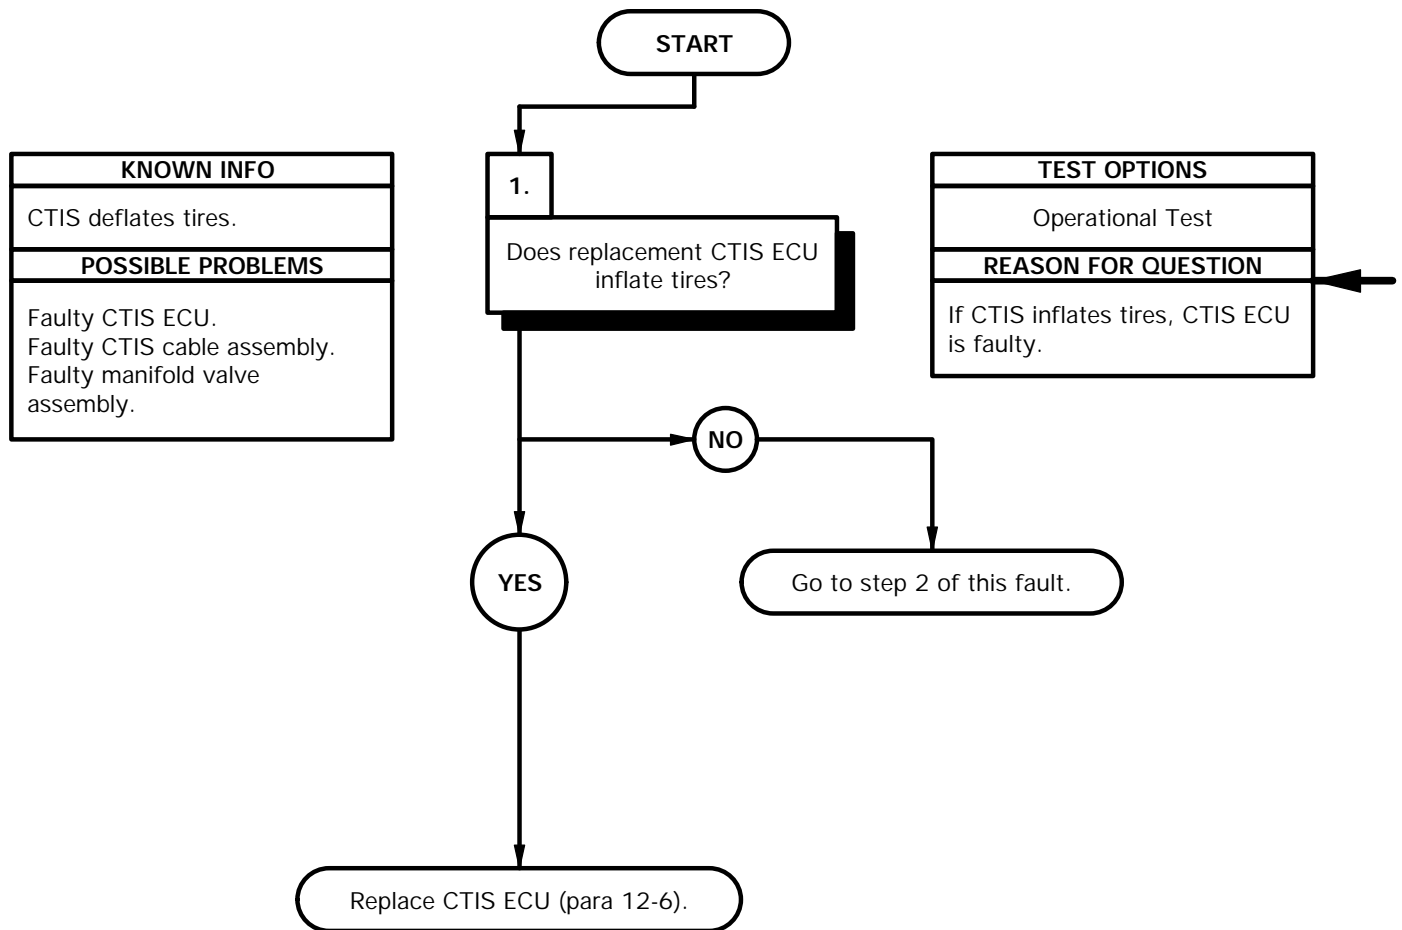 START
KNOWN INFO
CTIS deflates tires.
POSSIBLE PROBLEMS
Faulty CTIS ECU.
Faulty CTIS cable assembly.
Faulty manifold valve
assembly.
1.
Does replacement CTIS ECU
inflate tires?
TEST OPTIONS
Operational Test
REASON FOR QUESTION
If CTIS inflates tires, CTIS ECU
is faulty.
NO
YES
Go to step 2 of this fault.
Replace CTIS ECU (para 12-6).